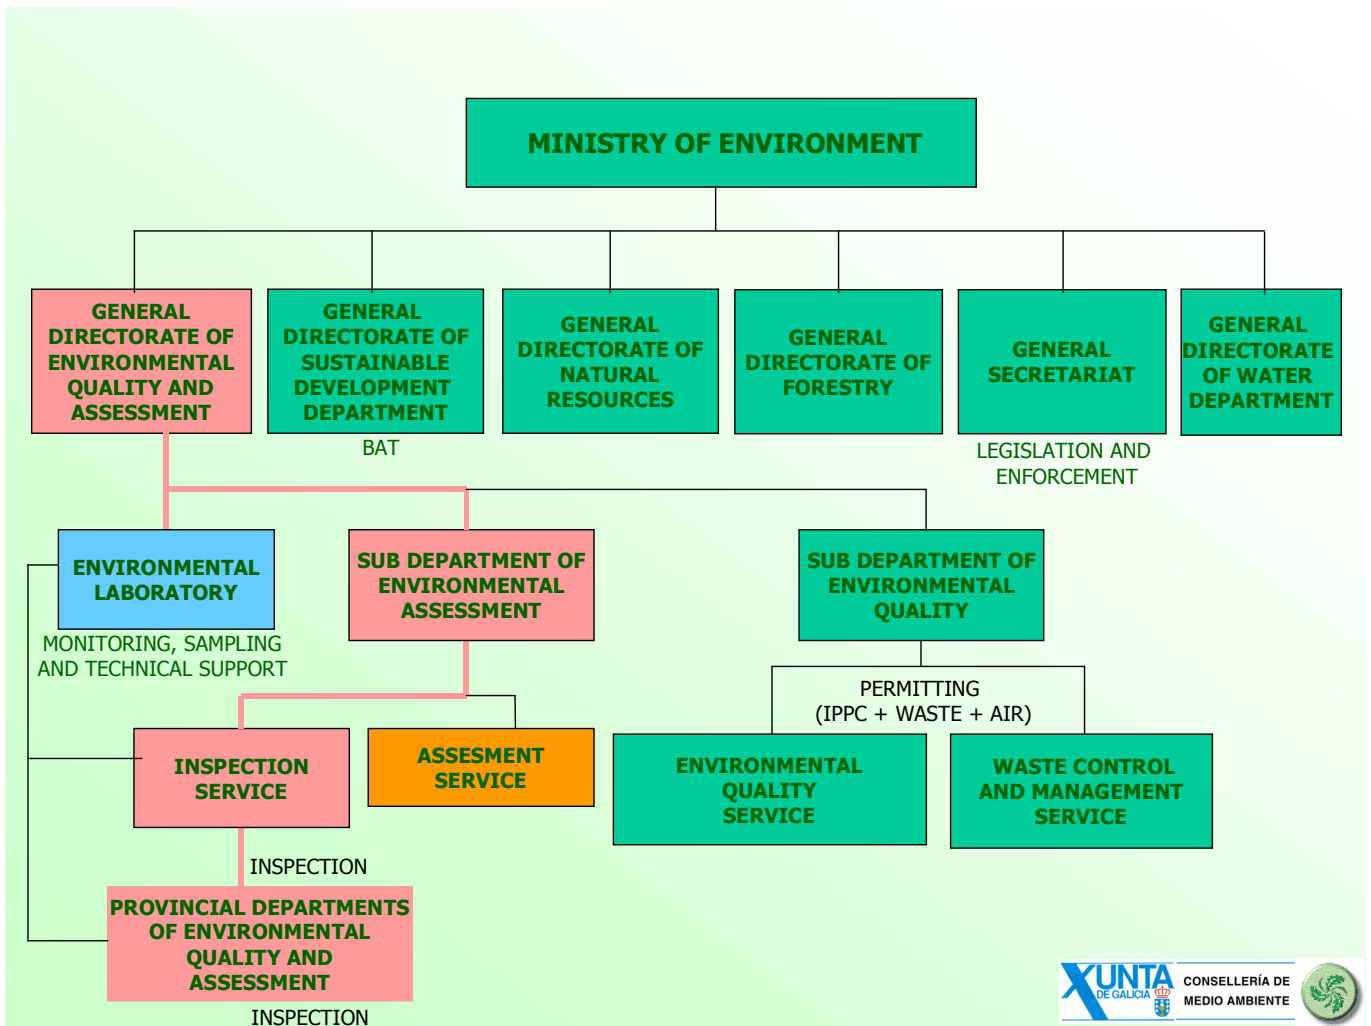 MINISTRY OF ENVIRONMENT
GENERAL
DIRECTORATE OF
ENVIRONMENTAL
QUALITY AND
ASSESSMENT
GENERAL
DIRECTORATE OF
SUSTAINABLE
DEVELOPMENT
DEPARTMENT
GENERAL
DIRECTORATE OF
NATURAL
RESOURCES
GENERAL
DIRECTORATE OF
FORESTRY
GENERAL
SECRETARIAT
GENERAL
DIRECTORATE
OF WATER
DEPARTMENT
BAT
LEGISLATION AND
ENFORCEMENT
ENVIRONMENTAL
LABORATORY
SUB DEPARTMENT OF
ENVIRONMENTAL
ASSESSMENT
SUB DEPARTMENT OF
ENVIRONMENTAL
QUALITY
MONITORING, SAMPLING
AND TECHNICAL SUPPORT
PERMITTING
(IPPC + WASTE + AIR)
INSPECTION
SERVICE
ASSESMENT
SERVICE
ENVIRONMENTAL
QUALITY
SERVICE
WASTE CONTROL
AND MANAGEMENT
SERVICE
INSPECTION
PROVINCIAL DEPARTMENTS
OF ENVIRONMENTAL
QUALITY AND
ASSESSMENT
INSPECTION
XUNTA
DE GALICIA
CONSELLERÍA DE
MEDIO AMBIENTE